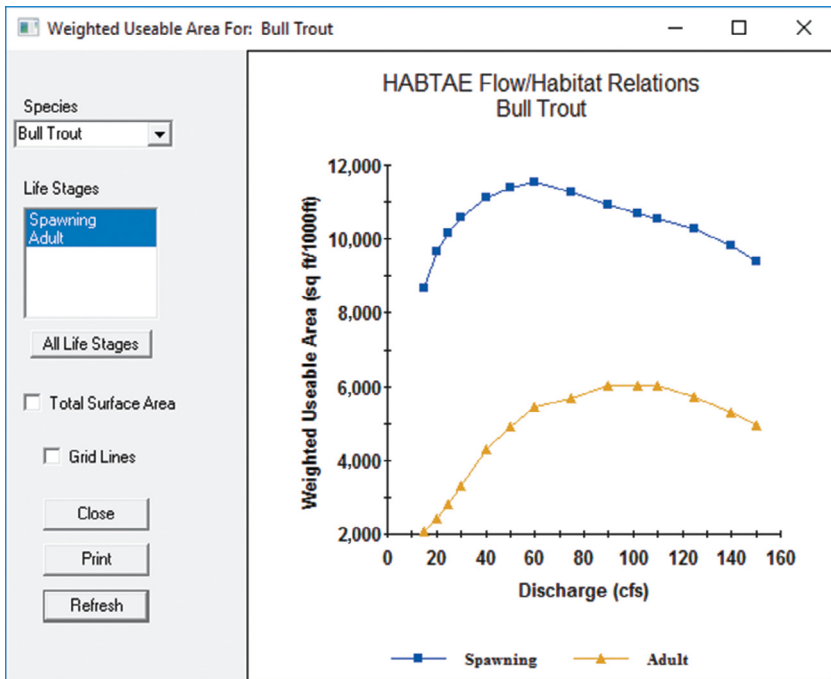 Weighted Useable Area For: Bull Trout
Species
Bull Trout
Life Stages
Spawning
Adult
All Life Stages
Total Surface Area
Grid Lines
Close
Print
Refresh
HABTAE Flow/Habitat Relations
Bull Trout
Weighted Useable Area (sq ft/1000ft)
12,000
10,000
8,000
6,000
4,000
2,000
0 20 40 60 80 100 120 140 160
Discharge (cfs)
Spawning Adult